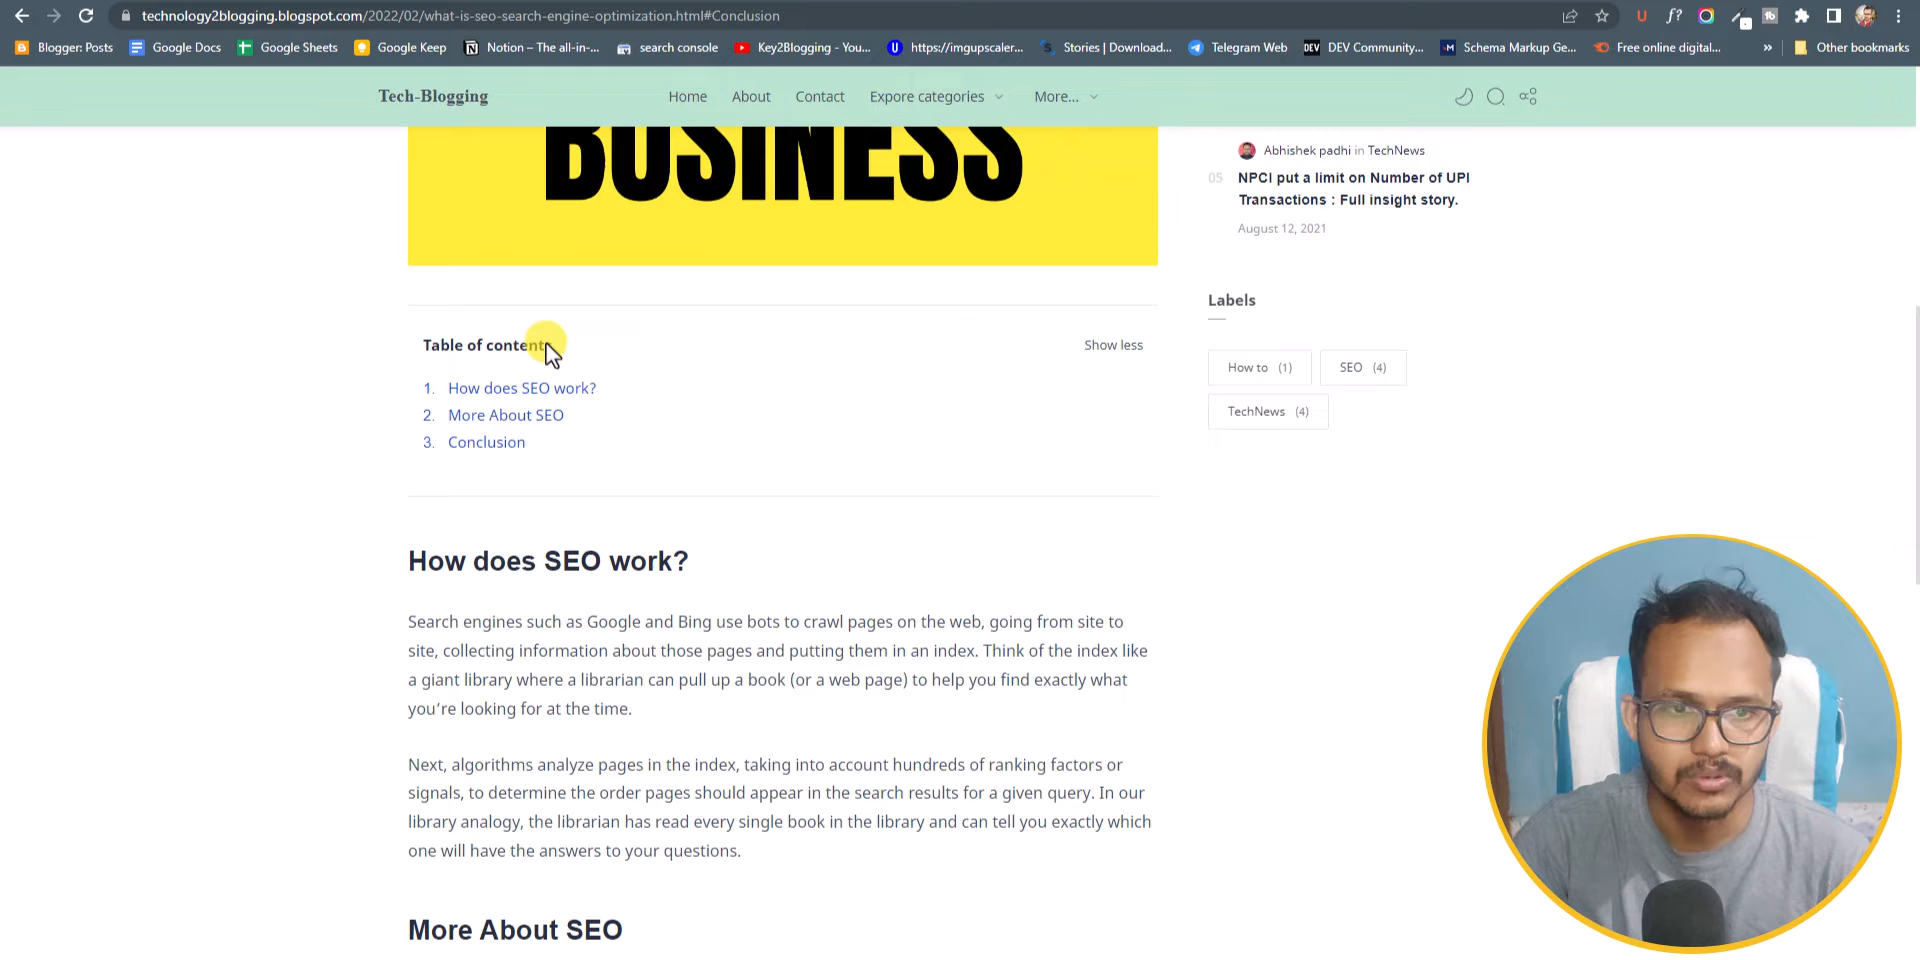 technology2blogging.blogspot.com/2022/02/what-is-seo-search-engine-optimization.html#Conclusion
Blogger: Posts Google Docs Google Sheets Google Keep Notion – The all-in-... search console Key2Blogging - You... https://imgupscaler... Stories | Download... Telegram Web DEV DEV Community... Schema Markup Ge... Free online digital... » Other bookmarks
Tech-Blogging Home About Contact Expore categories More...
BUSINESS
Abhishek padhi in TechNews
05 NPCI put a limit on Number of UPI
Transactions : Full insight story.
August 12, 2021
Labels
How to (1) SEO (4)
TechNews (4)
Table of contents Show less
1. How does SEO work?
2. More About SEO
3. Conclusion
How does SEO work?
Search engines such as Google and Bing use bots to crawl pages on the web, going from site to
site, collecting information about those pages and putting them in an index. Think of the index like
a giant library where a librarian can pull up a book (or a web page) to help you find exactly what
you’re looking for at the time.
Next, algorithms analyze pages in the index, taking into account hundreds of ranking factors or
signals, to determine the order pages should appear in the search results for a given query. In our
library analogy, the librarian has read every single book in the library and can tell you exactly which
one will have the answers to your questions.
More About SEO